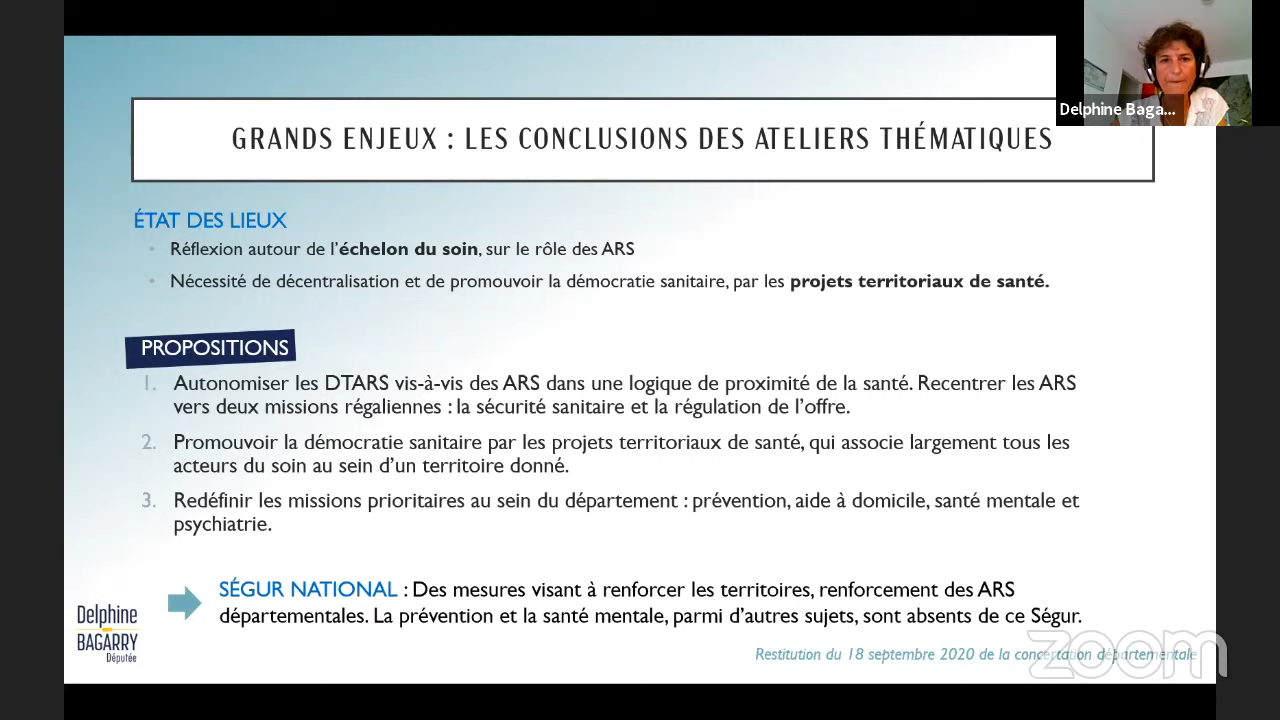 Delphine Baga...
GRANDS ENJEUX : LES CONCLUSIONS DES ATELIERS THÉMATIQUES
ÉTAT DES LIEUX
• Réflexion autour de l'échelon du soin, sur le rôle des ARS
• Nécessité de décentralisation et de promouvoir la démocratie sanitaire, par les projets territoriaux de santé.
PROPOSITIONS
1. Autonomiser les DTARS vis-à-vis des ARS dans une logique de proximité de la santé. Recentrer les ARS
vers deux missions régaliennes : la sécurité sanitaire et la régulation de l'offre.
2. Promouvoir la démocratie sanitaire par les projets territoriaux de santé, qui associe largement tous les
acteurs du soin au sein d'un territoire donné.
3. Redéfinir les missions prioritaires au sein du département : prévention, aide à domicile, santé mentale et
psychiatrie.
SÉGUR NATIONAL : Des mesures visant à renforcer les territoires, renforcement des ARS
départementales. La prévention et la santé mentale, parmi d'autres sujets, sont absents de ce Ségur.
Delphine
BAGARRY
Députée
Restitution du 18 septembre 2020 de la concertation départementale
zoom